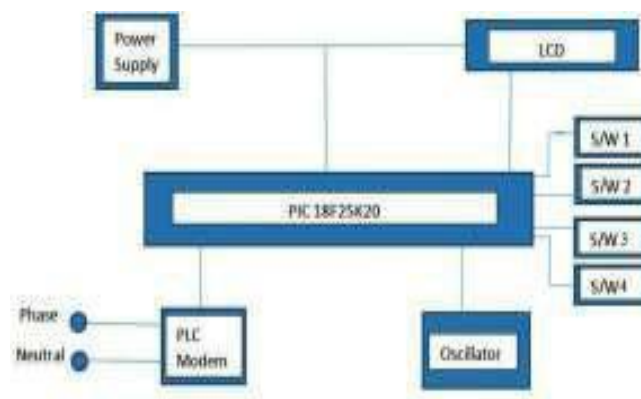 Power
Supply
LCD
S/W 1
S/W 2
PIC 18F25K20
S/W 3
S/W4
Phase
PLC
Modem
Neutral
Oscillator